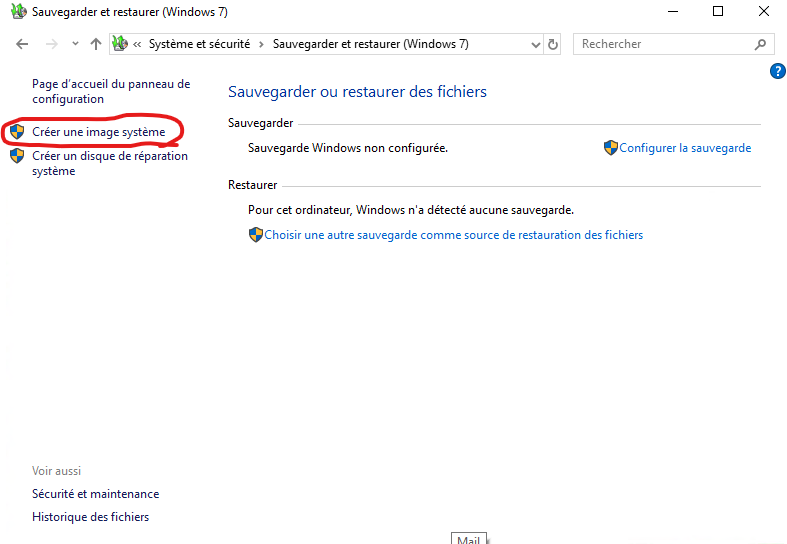 Sauvegarder et restaurer (Windows 7)
« Système et sécurité > Sauvegarder et restaurer (Windows 7)
Rechercher
Page d'accueil du panneau de
configuration
Créer une image système
Créer un disque de réparation
système
Sauvegarder ou restaurer des fichiers
Sauvegarder
Sauvegarde Windows non configurée.
Configurer la sauvegarde
Restaurer
Pour cet ordinateur, Windows n'a détecté aucune sauvegarde.
Choisir une autre sauvegarde comme source de restauration des fichiers
Voir aussi
Sécurité et maintenance
Historique des fichiers
Mail